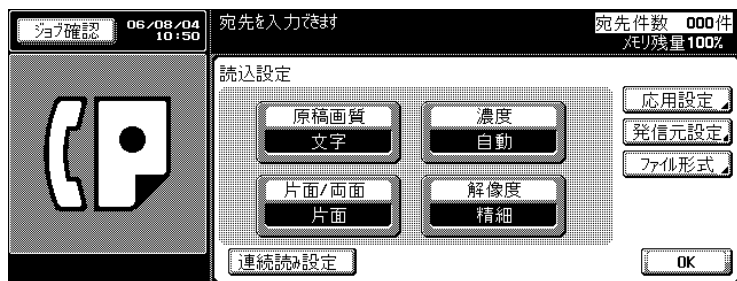 ジョブ確認
06/08/04
10:50
宛先を入力できます
宛先件数 000件
メモリ残量100%
読込設定
原稿画質
文字
濃度
自動
片面/両面
片面
解像度
精細
応用設定
発信元設定
ファイル形式
連続読み設定
OK